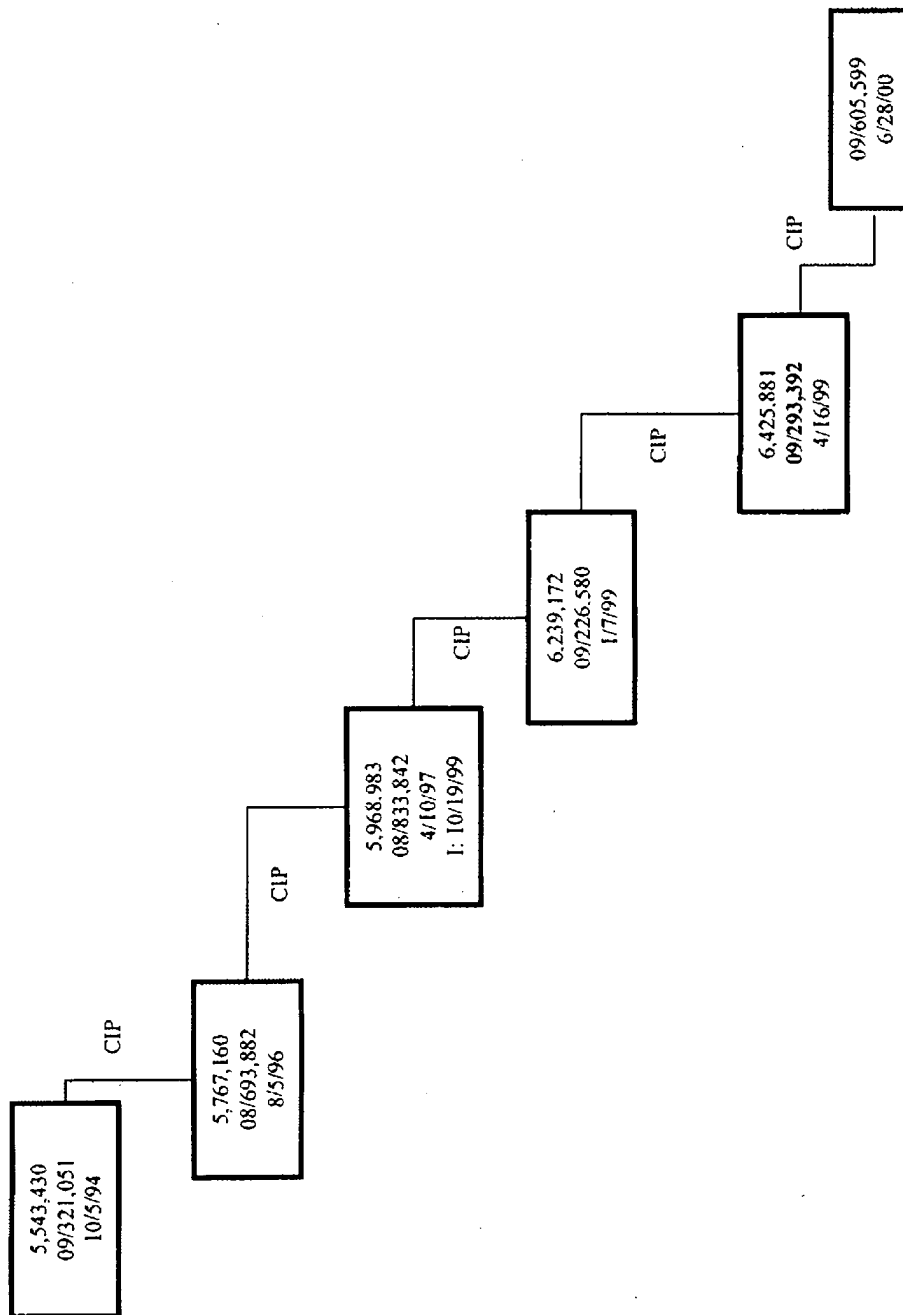 5,543,430
09/321,051
10/5/94
CIP
5,767,160
08/693,882
8/5/96
CIP
5,968.983
08/833,842
4/10/97
I: 10/19/99
CIP
6,239,172
09/226.580
1/7/99
CIP
6,425.881
09/293,392
4/16/99
CIP
09/605.599
6/28/00